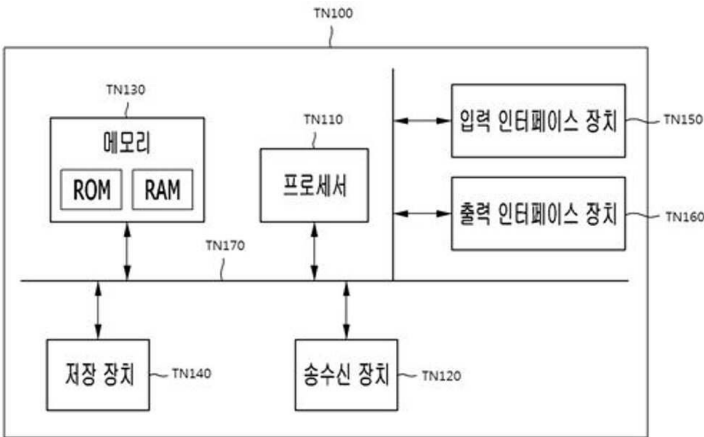 TN100
TN130
메모리
ROM RAM
TN110
프로세서
입력 인터페이스 장치
TN150
출력 인터페이스 장치
TN160
TN170
저장 장치
TN140
송수신 장치
TN120